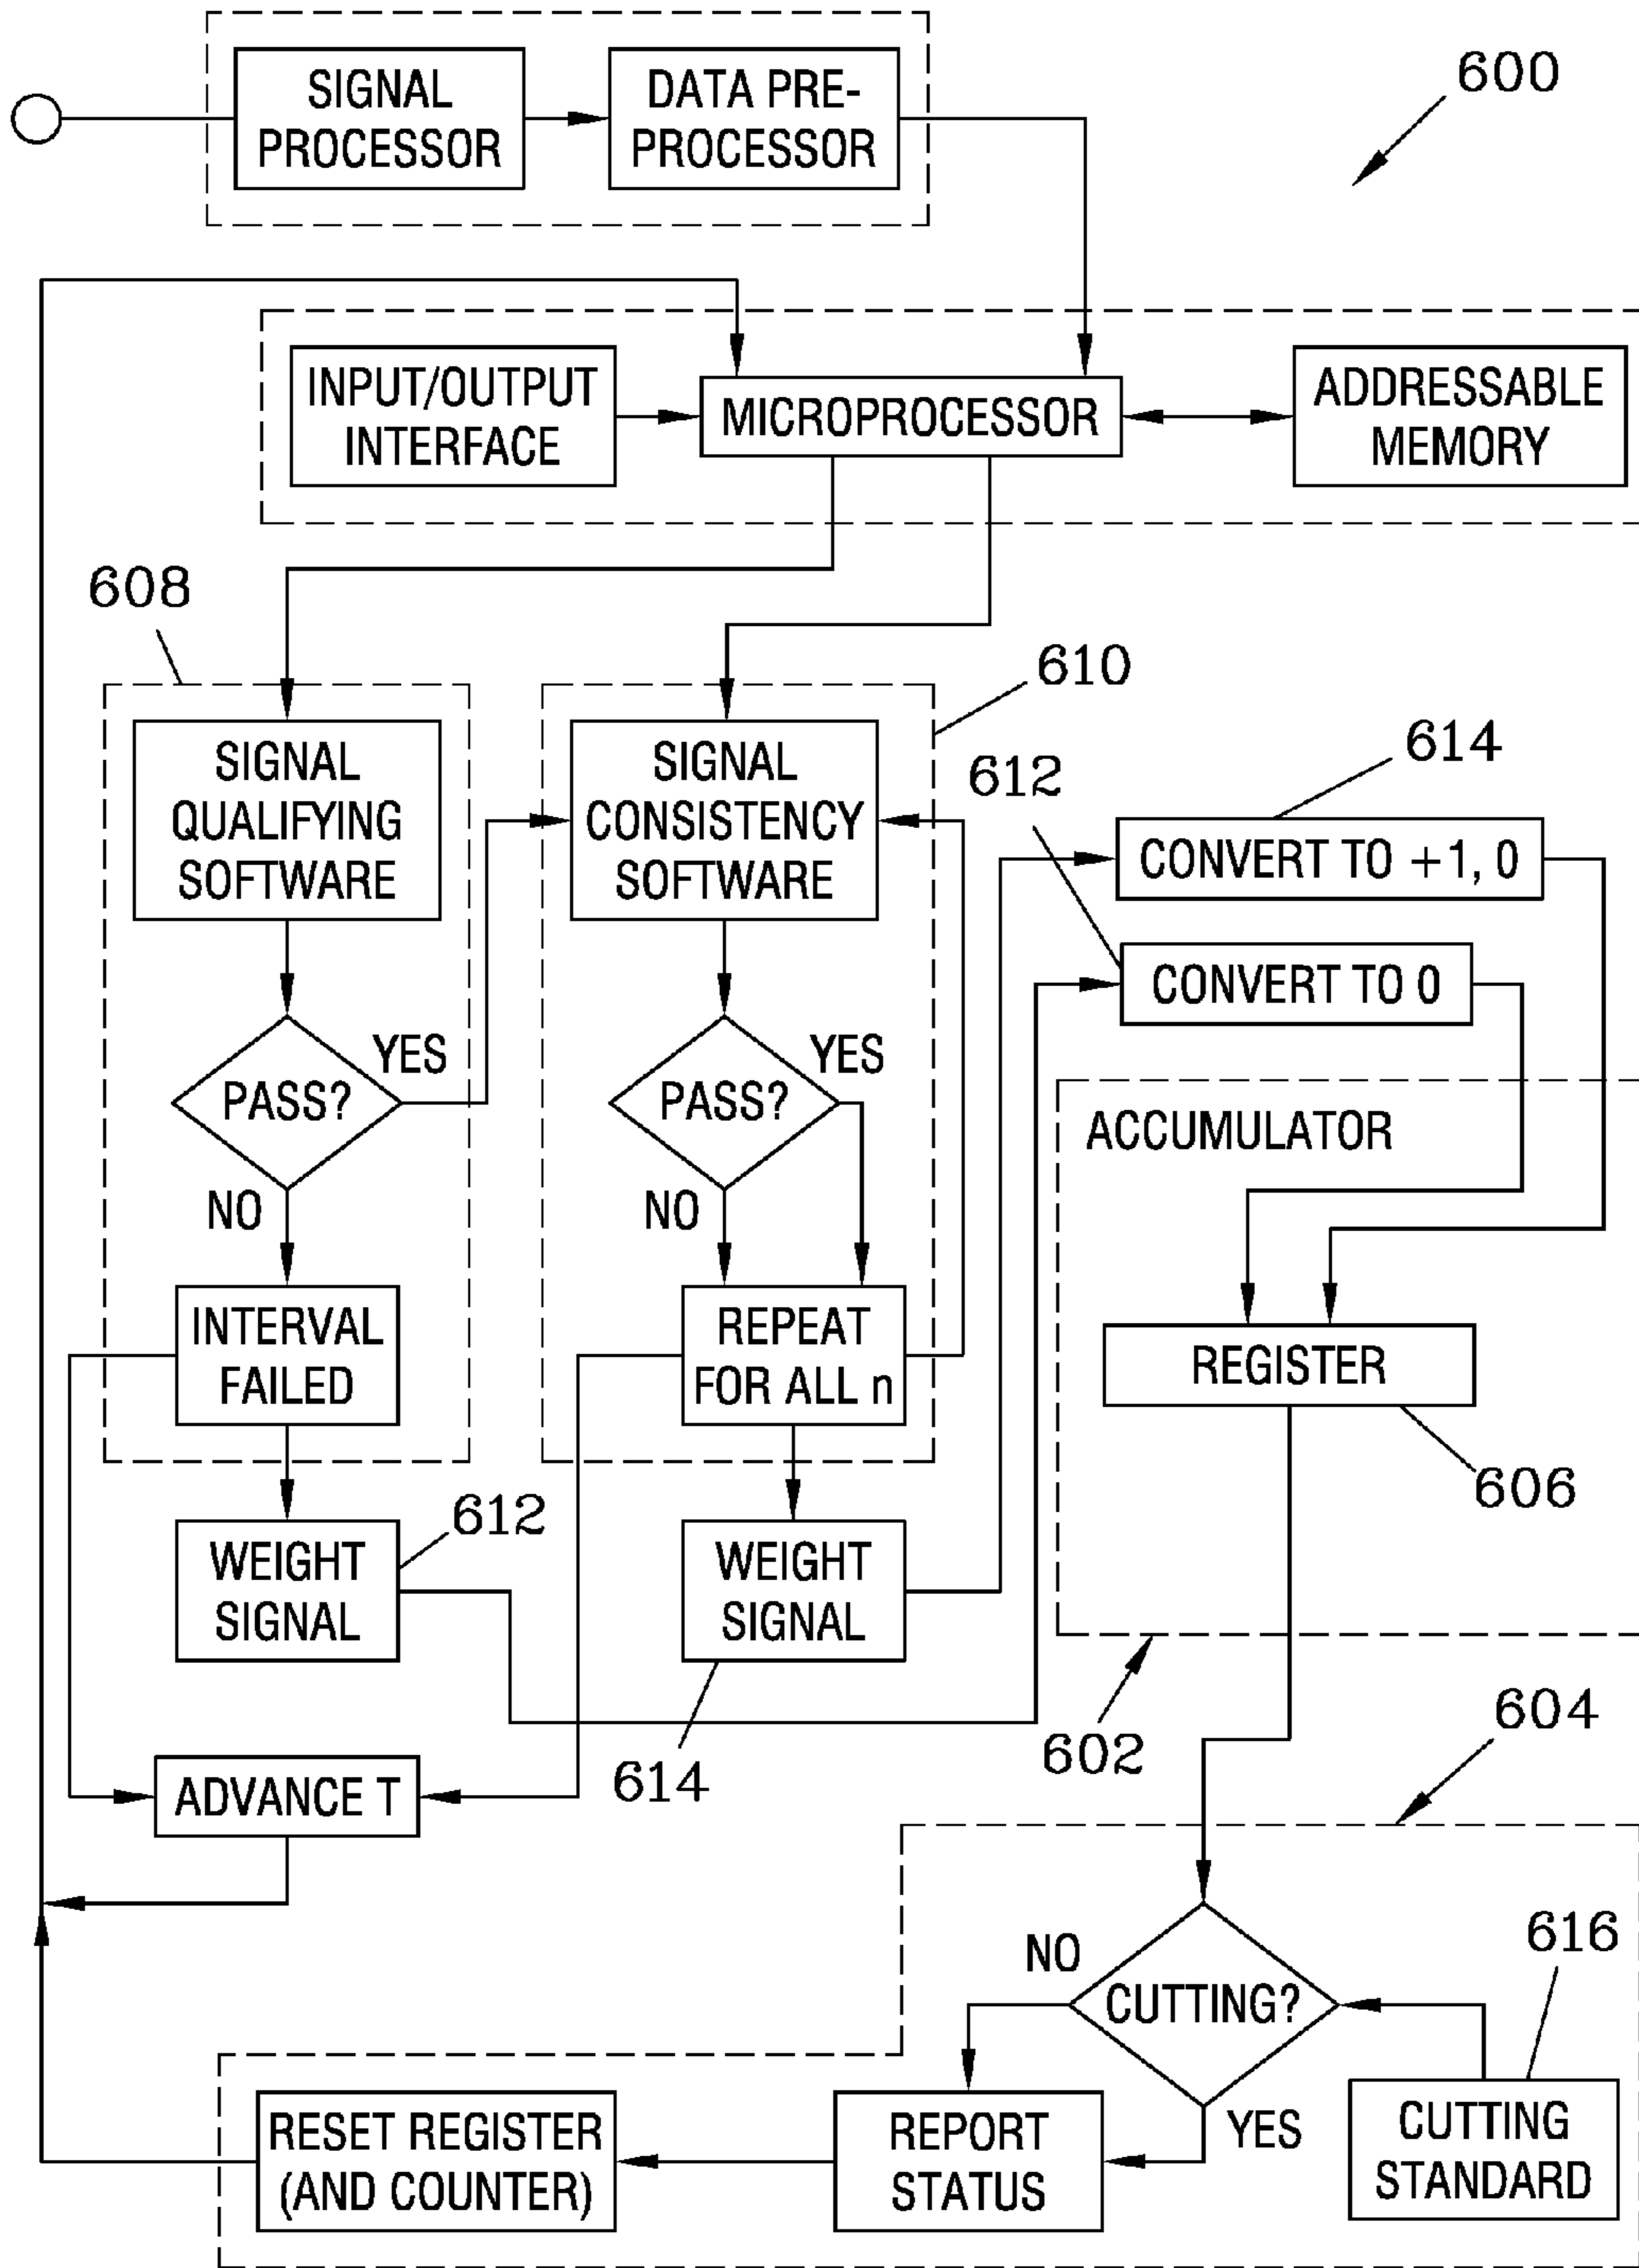 SIGNAL
PROCESSOR
DATA PRE-
PROCESSOR
600
INPUT/OUTPUT
INTERFACE
MICROPROCESSOR
ADDRESSABLE
MEMORY
608
610
SIGNAL
QUALIFYING
SOFTWARE
SIGNAL
CONSISTENCY
SOFTWARE
612
614
CONVERT TO +1, 0
CONVERT TO 0
PASS?
YES
NO
PASS?
YES
NO
ACCUMULATOR
INTERVAL
FAILED
REPEAT
FOR ALL n
REGISTER
606
WEIGHT
SIGNAL
612
WEIGHT
SIGNAL
614
602
604
ADVANCE T
NO
CUTTING?
YES
616
CUTTING
STANDARD
REPORT
STATUS
RESET REGISTER
(AND COUNTER)